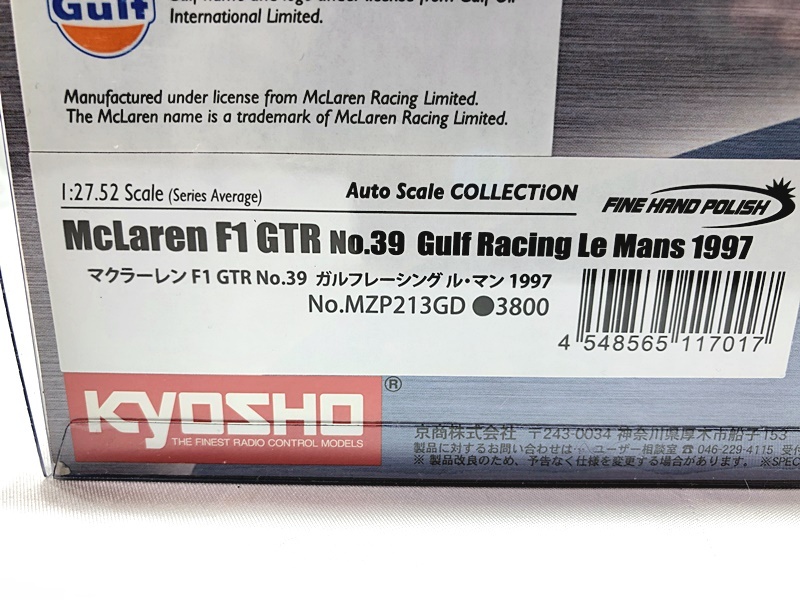 Gulf
International Limited.
Manufactured under license from McLaren Racing Limited.
The McLaren name is a trademark of McLaren Racing Limited.
1:27.52 Scale (Series Average)
Auto Scale COLLECTiON
FINE HAND POLISH
McLaren F1 GTR No.39 Gulf Racing Le Mans 1997
マクラーレン F1 GTR No.39 ガルフレーシング ル・マン 1997
No.MZP213GD ●3800
4 548565 117017
KYOSHO®
THE FINEST RADIO CONTROL MODELS
京商株式会社 〒243-0034 神奈川県厚木市船子153
製品に対するお問い合わせは… ユーザー相談室 ☎ 046-229-4115 受付
※ 製品改良のため、予告なく仕様を変更する場合があります。 ※SPEC